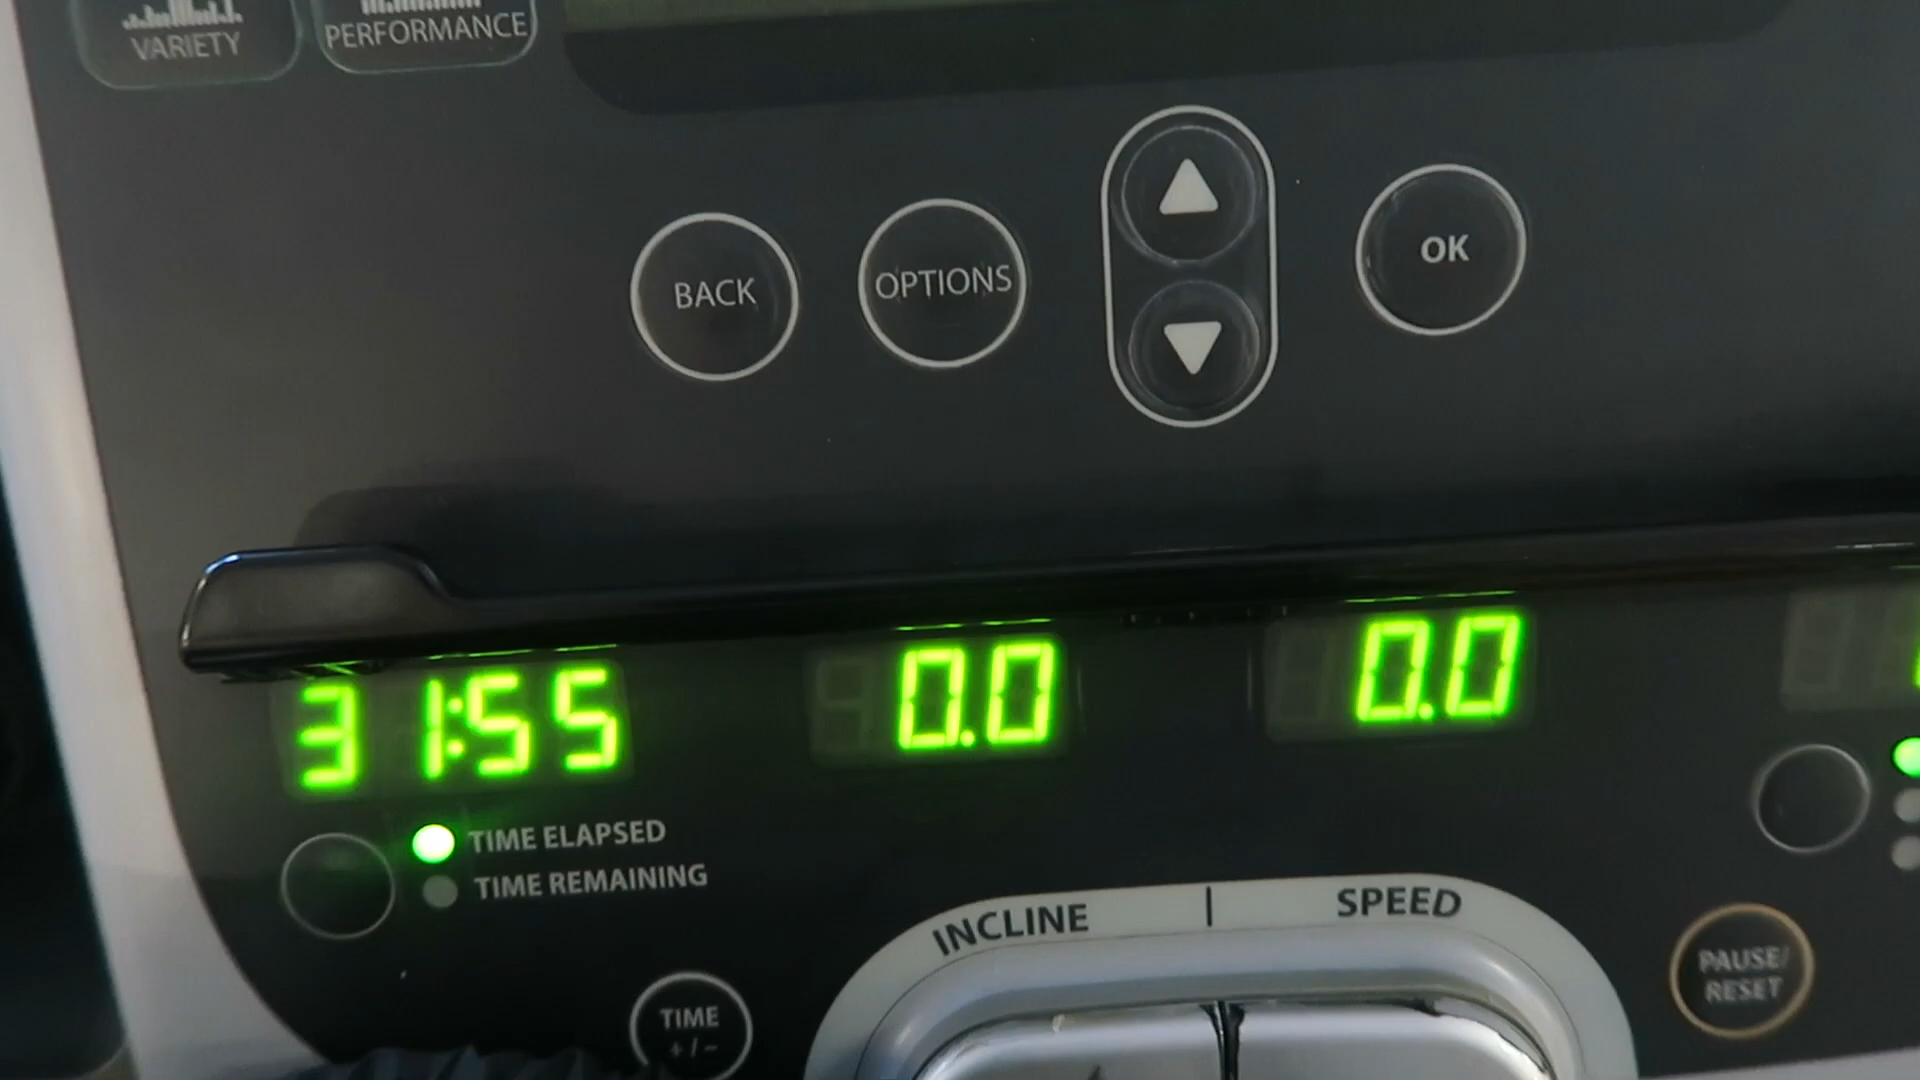 VARIETY
PERFORMANCE
BACK
OPTIONS
OK
31:55
0.0
0.0
TIME ELAPSED
TIME REMAINING
INCLINE | SPEED
PAUSE/
RESET
TIME
+/-